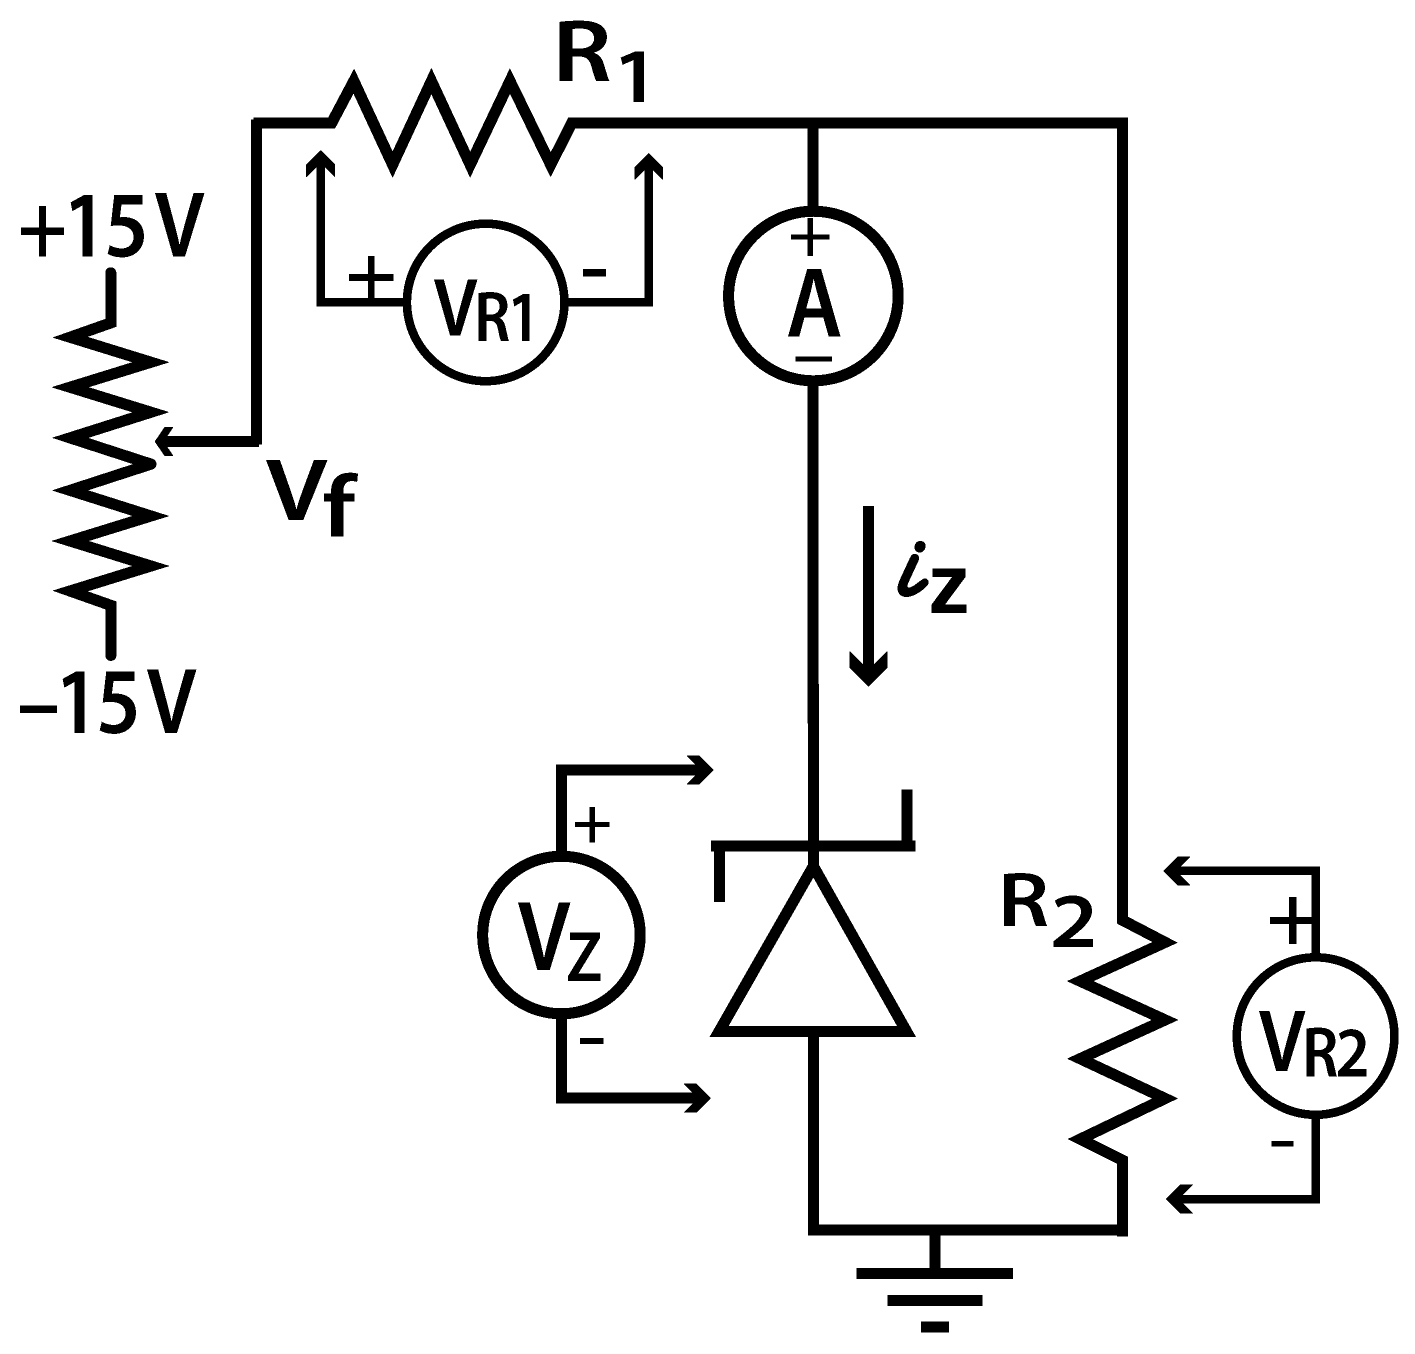 R1
+15V
+ VR1 -
+
A
–
Vf
iZ
–15V
+
VZ
-
R2
+
VR2
-